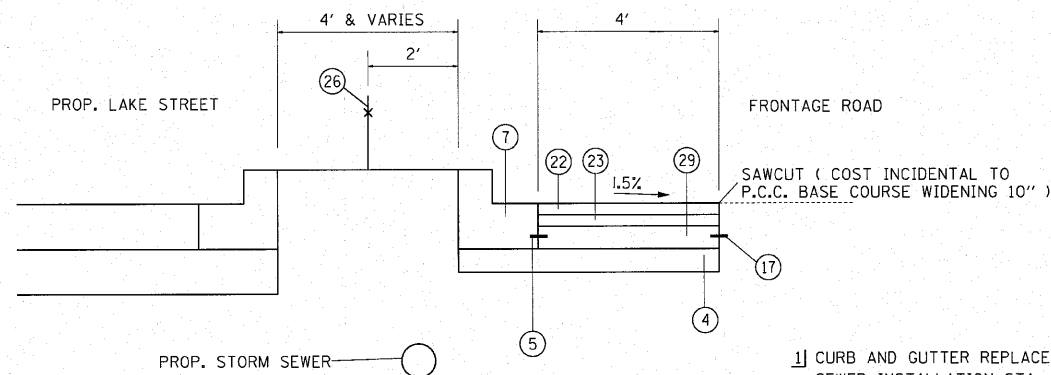 4' & VARIES
4'
2'
26
PROP. LAKE STREET
FRONTAGE ROAD
7
22
23
29
1.5%
SAWCUT ( COST INCIDENTAL TO
P.C.C. BASE COURSE WIDENING 10" )
17
4
5
PROP. STORM SEWER
1 CURB AND GUTTER REPLACE